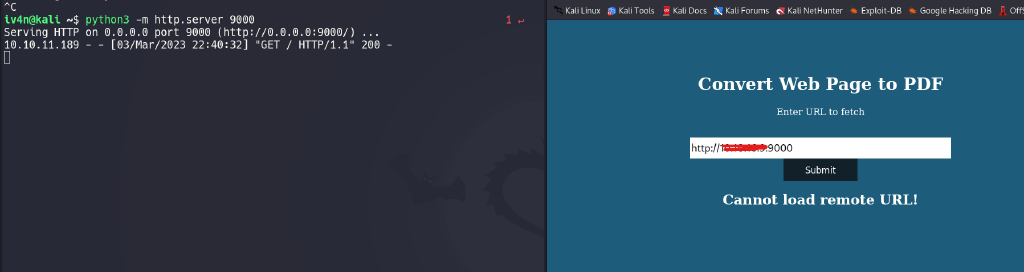 ^C
iv4n@kali ~$ python3 -m http.server 9000 1 ↵
Serving HTTP on 0.0.0.0 port 9000 (http://0.0.0.0:9000/) ...
10.10.11.189 - - [03/Mar/2023 22:40:32] "GET / HTTP/1.1" 200 -
Kali Linux Kali Tools Kali Docs Kali Forums Kali NetHunter Exploit-DB Google Hacking DB
Convert Web Page to PDF
Enter URL to fetch
http:// :9000
Submit
Cannot load remote URL!